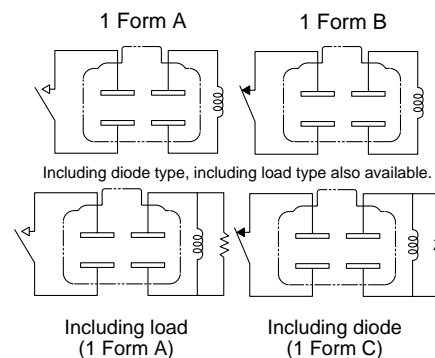 1 Form A
1 Form B
Including diode type, including load type also available.
Including load
(1 Form A)
Including diode
(1 Form C)